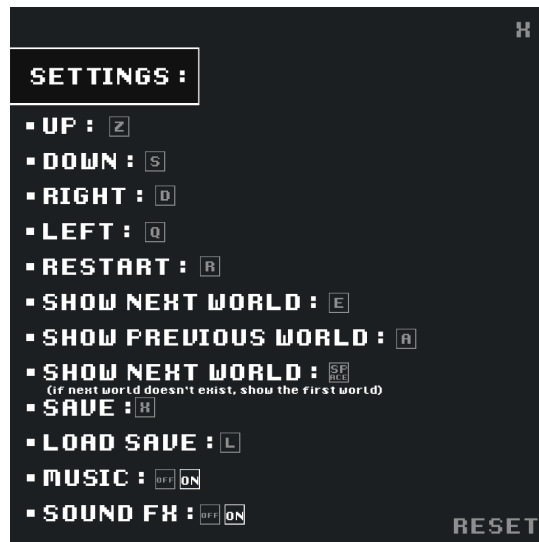 X
SETTINGS :
▪ UP : Z
▪ DOWN : S
▪ RIGHT : D
▪ LEFT : Q
▪ RESTART : R
▪ SHOW NEXT WORLD : E
▪ SHOW PREVIOUS WORLD : A
▪ SHOW NEXT WORLD : SPACE
(if next world doesn't exist, show the first world)
▪ SAVE : X
▪ LOAD SAVE : L
▪ MUSIC : OFF ON
▪ SOUND FX : OFF ON
RESET